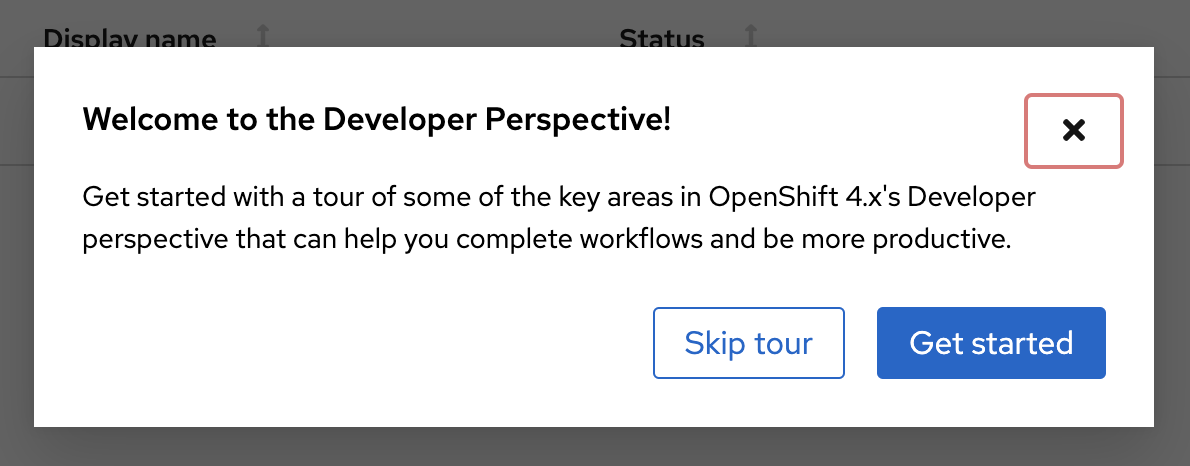 Display name
Status
Welcome to the Developer Perspective!
Get started with a tour of some of the key areas in OpenShift 4.x's Developer
perspective that can help you complete workflows and be more productive.
Skip tour
Get started